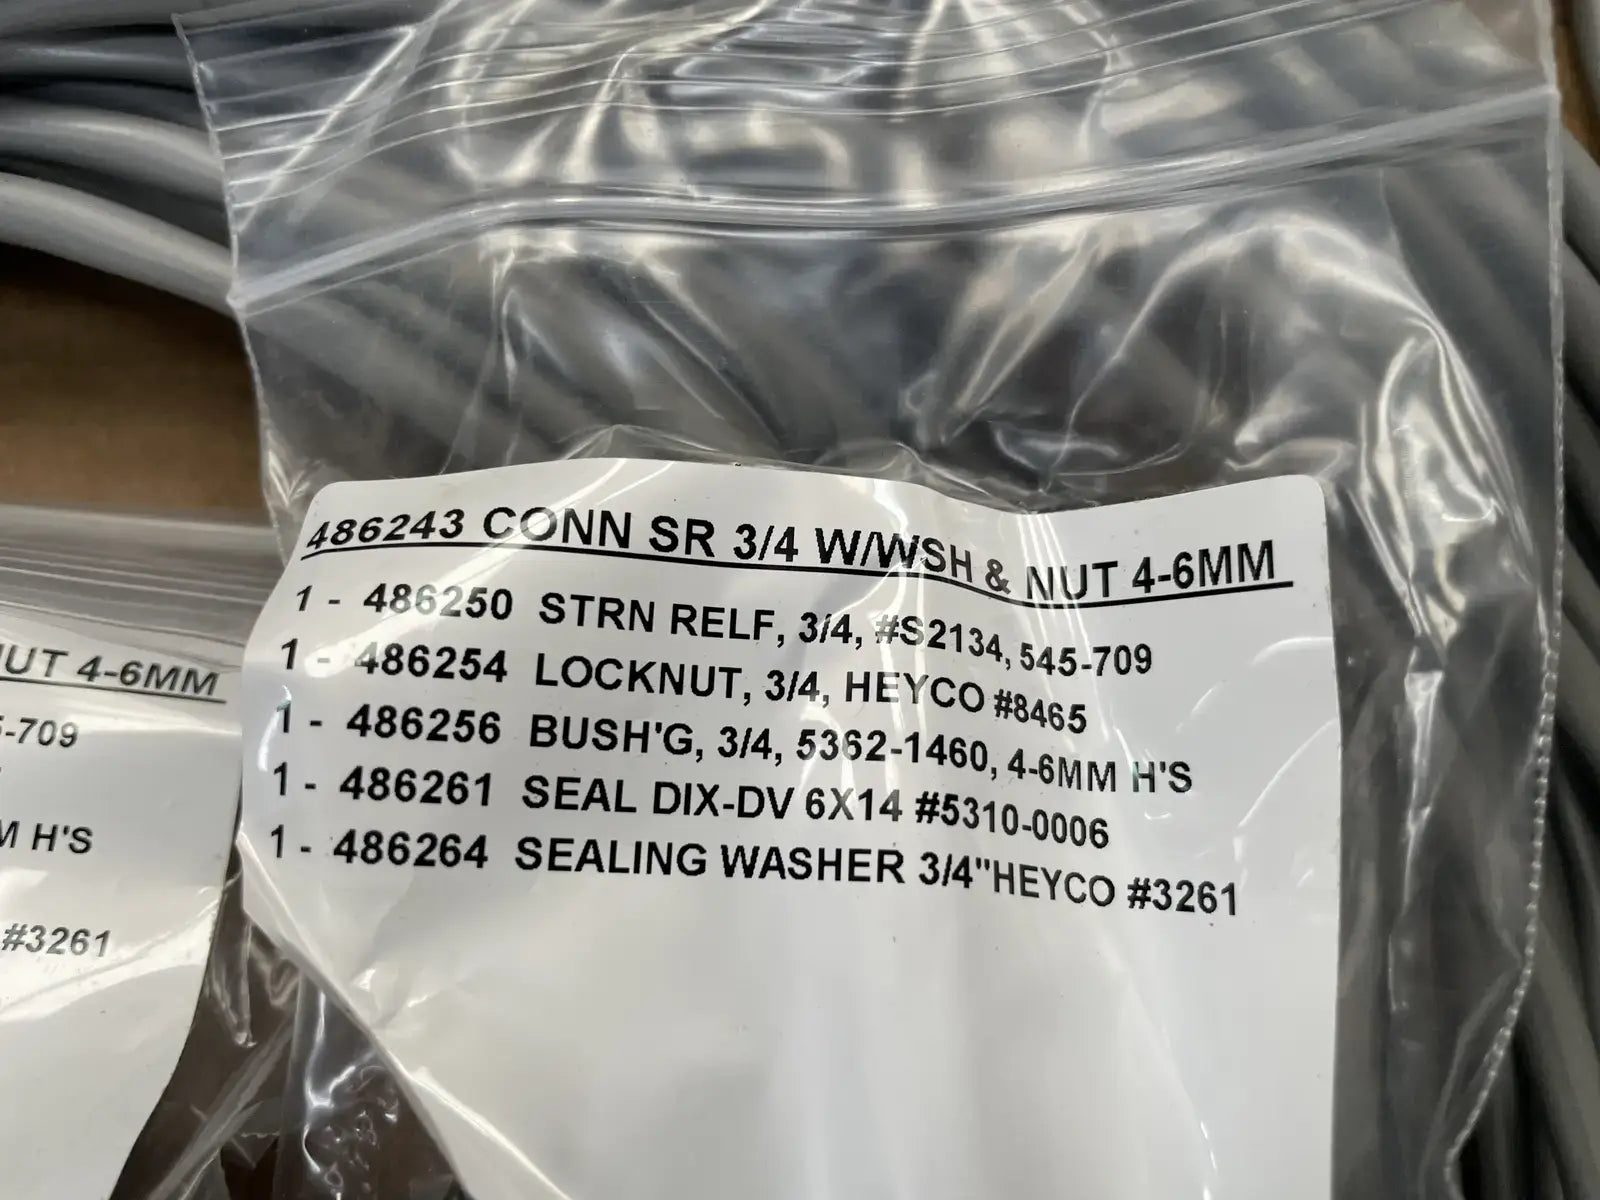 486243 CONN SR 3/4 W/WSH & NUT 4-6MM
1 - 486250 STRN RELF, 3/4, #S2134, 545-709
1 - 486254 LOCKNUT, 3/4, HEYCO #8465
1 - 486256 BUSH'G, 3/4, 5362-1460, 4-6MM H'S
1 - 486261 SEAL DIX-DV 6X14 #5310-0006
1 - 486264 SEALING WASHER 3/4"HEYCO #3261
UT 4-6MM
-709
M H'S
#3261